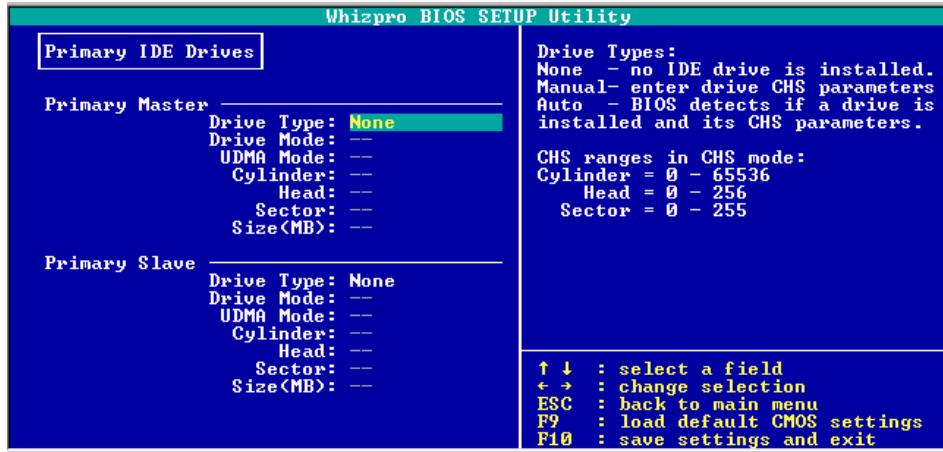 Whizpro BIOS SETUP Utility
Primary IDE Drives
Primary Master
Drive Type: None
Drive Mode: --
UDMA Mode: --
Cylinder: --
Head: --
Sector: --
Size(MB): --
Primary Slave
Drive Type: None
Drive Mode: --
UDMA Mode: --
Cylinder: --
Head: --
Sector: --
Size(MB): --
Drive Types:
None - no IDE drive is installed.
Manual- enter drive CHS parameters
Auto - BIOS detects if a drive is
installed and its CHS parameters.
CHS ranges in CHS mode:
Cylinder = 0 - 65536
Head = 0 - 256
Sector = 0 - 255
↑ ↓ : select a field
← → : change selection
ESC : back to main menu
F9 : load default CMOS settings
F10 : save settings and exit